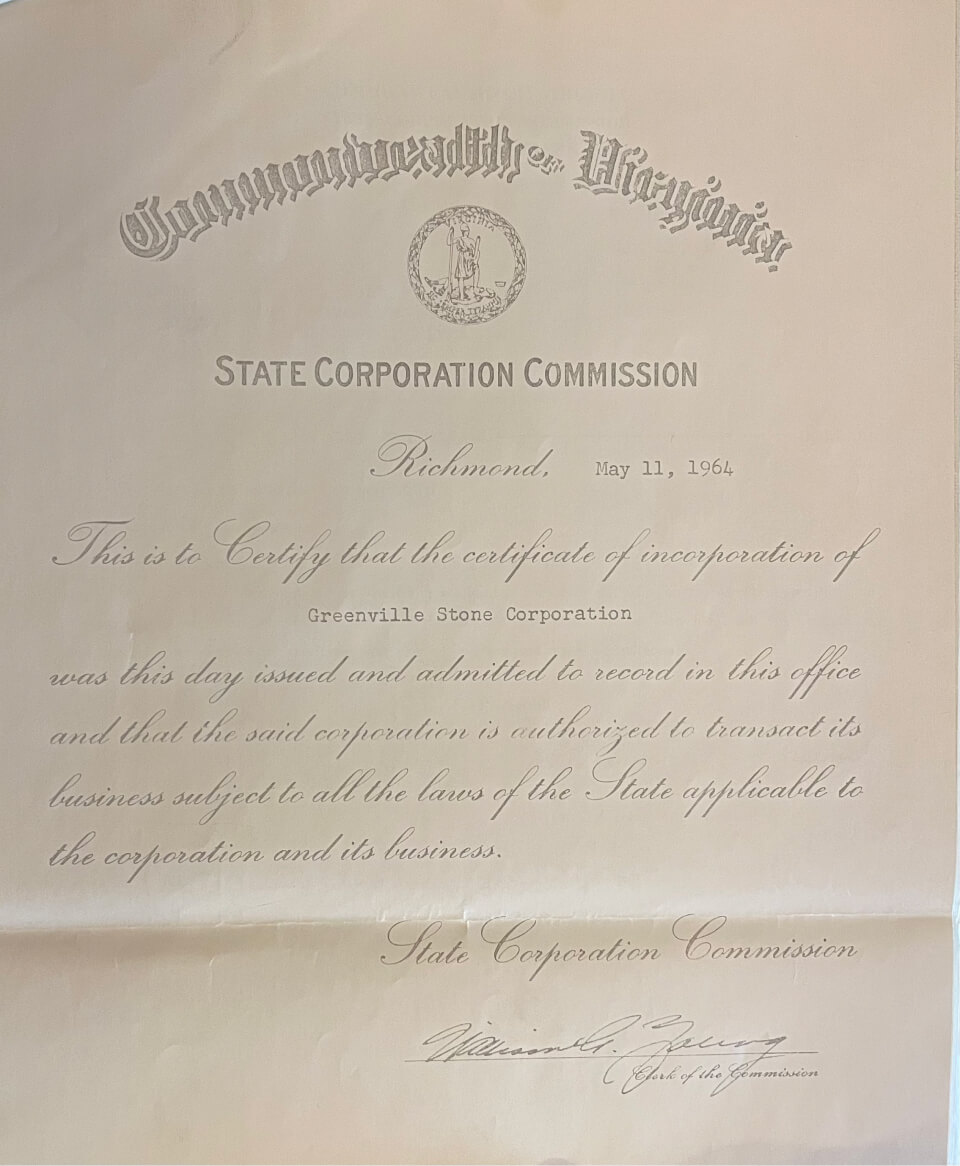 Commonwealth OF Virginia
VIRGINIA
STATE CORPORATION COMMISSION
Richmond, May 11, 1964
This is to Certify that the certificate of incorporation of
Greenville Stone Corporation
was this day issued and admitted to record in this office
and that the said corporation is authorized to transact its
business subject to all the laws of the State applicable to
the corporation and its business.
State Corporation Commission
William G. Young
Clerk of the Commission